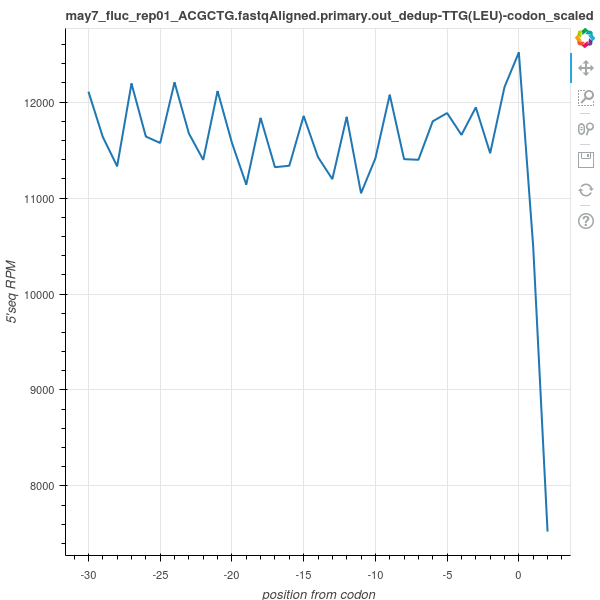 may7_fluc_rep01_ACGCTG.fastqAligned.primary.out_dedup-TTG(LEU)-codon_scaled
12000
11000
10000
9000
8000
5'seq RPM
-30 -25 -20 -15 -10 -5 0
position from codon